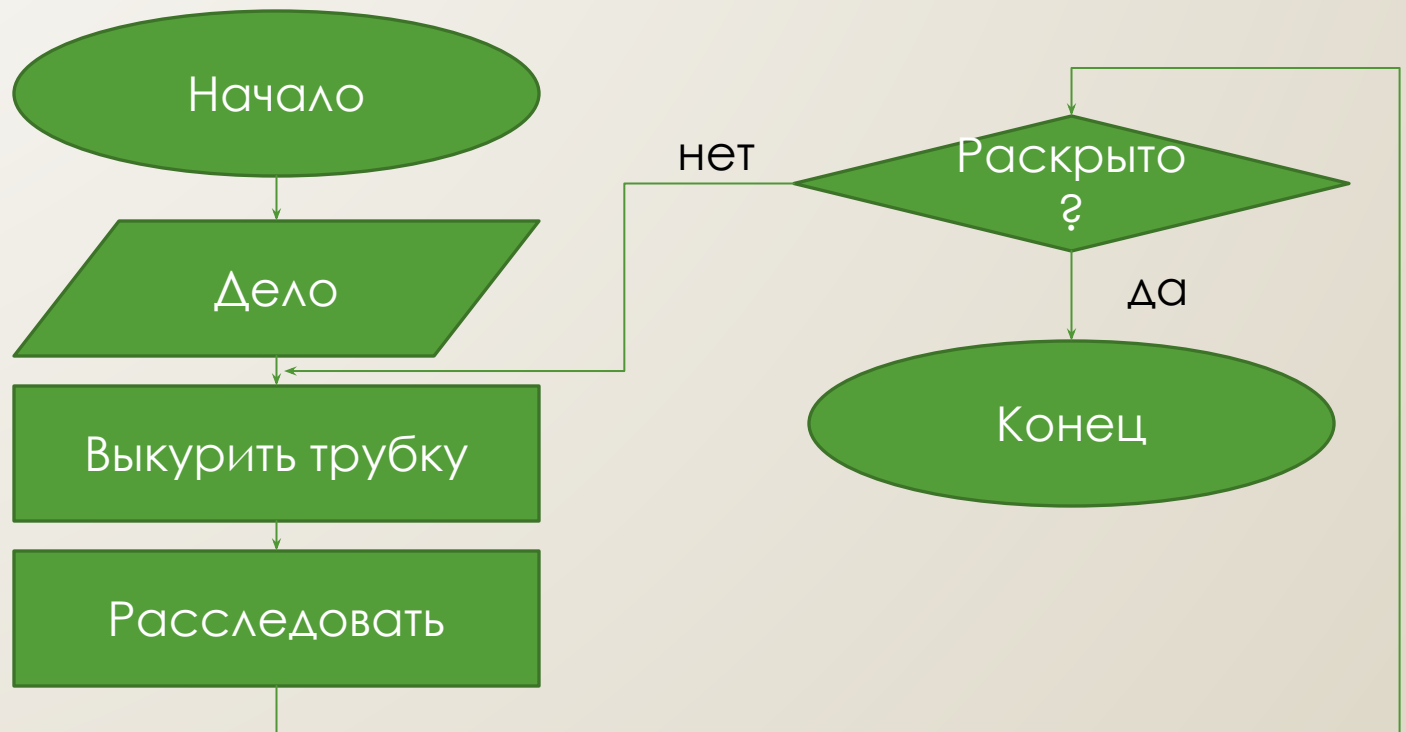 Начало
Дело
Выкурить трубку
Расследовать
нет
Раскрыто
?
да
Конец